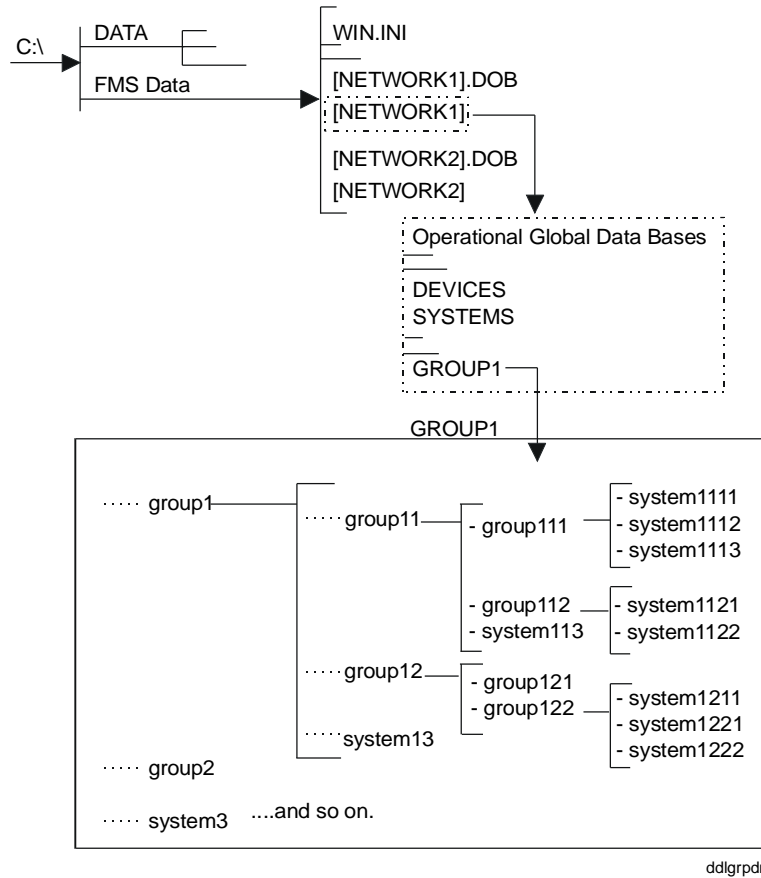 C:\
DATA
FMS Data
WIN.INI
[NETWORK1].DOB
[NETWORK1]
[NETWORK2].DOB
[NETWORK2]
Operational Global Data Bases
DEVICES
SYSTEMS
GROUP1
GROUP1
..... group1
..... group11
- group111
- system1111
- system1112
- system1113
- group112
- system113
- system1121
- system1122
..... group12
- group121
- group122
- system1211
- system1221
- system1222
..... system13
..... group2
..... system3 ....and so on.